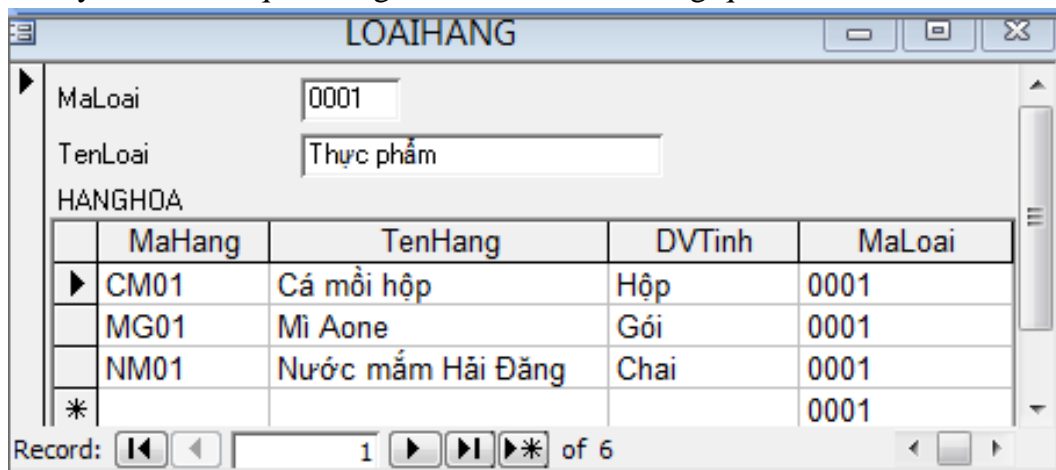 LOAIHANG
MaLoai 0001
TenLoai Thực phẩm
HANGHOA
MaHang TenHang DVTinh MaLoai
CM01 Cá mồi hộp Hộp 0001
MG01 Mì Aone Gói 0001
NM01 Nước mắm Hải Đăng Chai 0001
0001
Record: 1 of 6